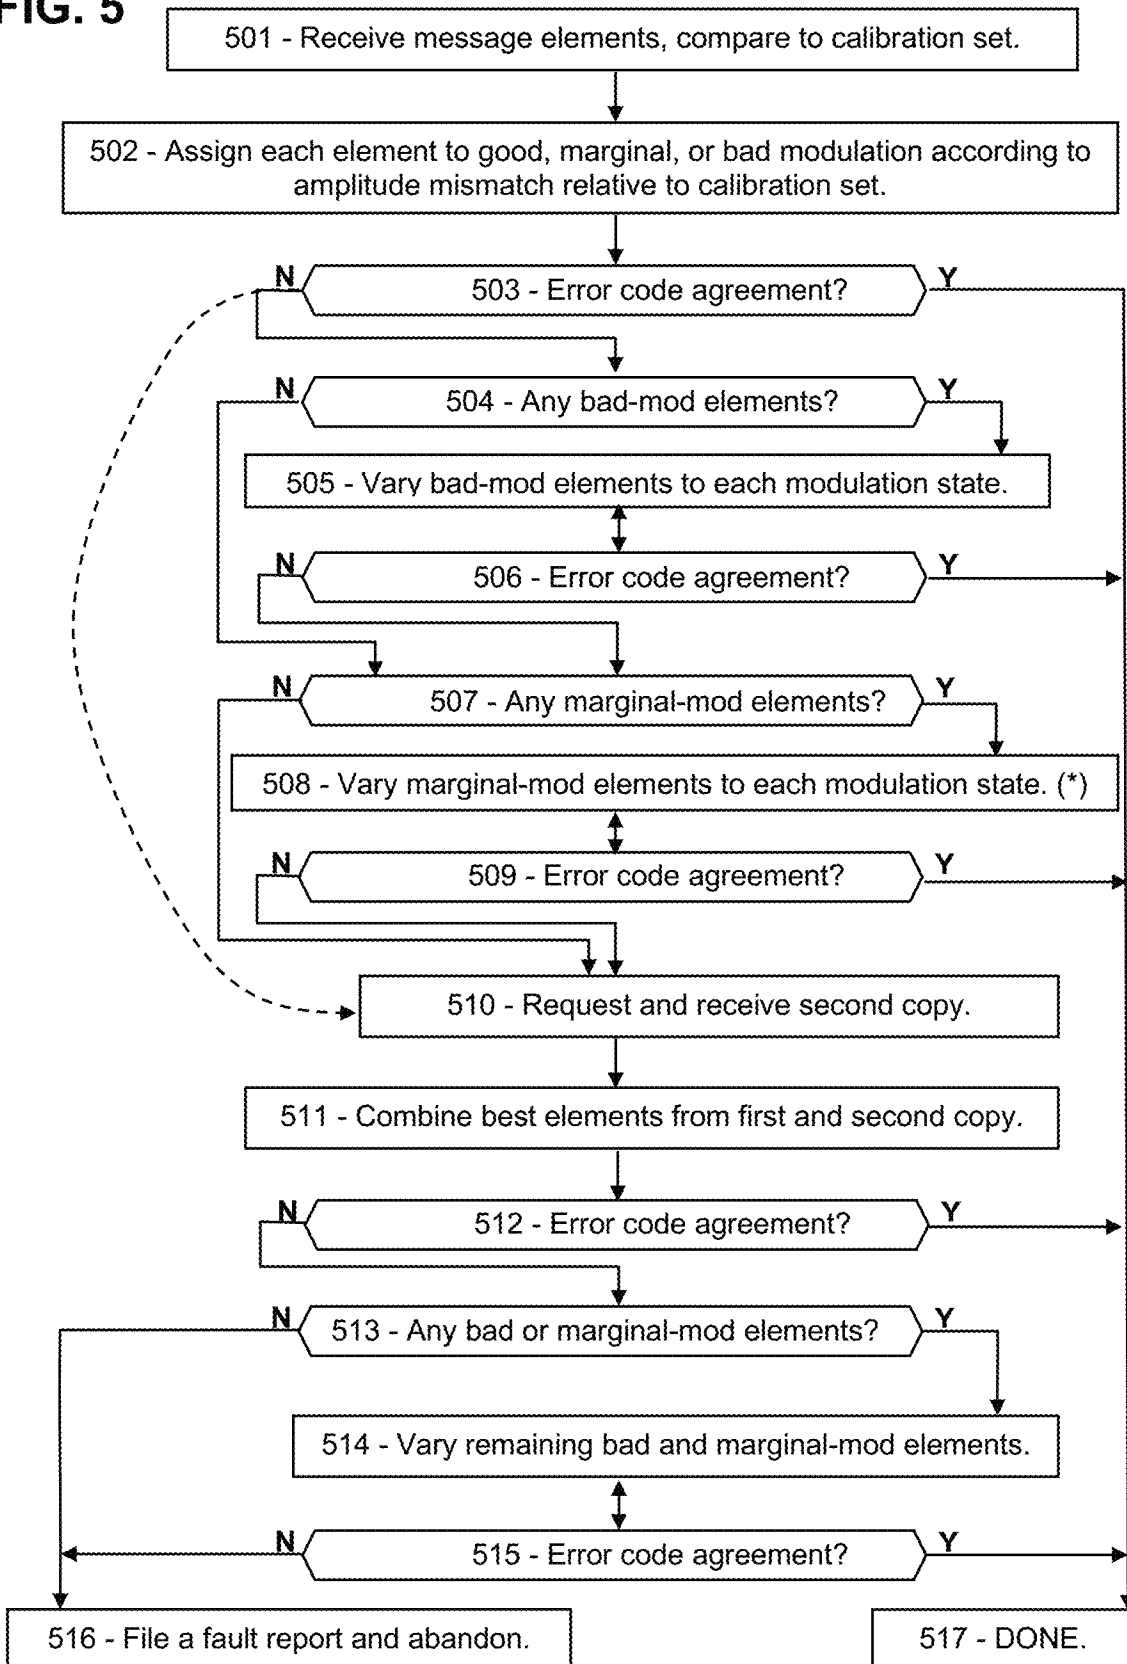 FIG. 5
501 - Receive message elements, compare to calibration set.
502 - Assign each element to good, marginal, or bad modulation according to
amplitude mismatch relative to calibration set.
N
503 - Error code agreement?
Y
N
504 - Any bad-mod elements?
Y
505 - Vary bad-mod elements to each modulation state.
N
506 - Error code agreement?
Y
N
507 - Any marginal-mod elements?
Y
508 - Vary marginal-mod elements to each modulation state. (*)
N
509 - Error code agreement?
Y
510 - Request and receive second copy.
511 - Combine best elements from first and second copy.
N
512 - Error code agreement?
Y
N
513 - Any bad or marginal-mod elements?
Y
514 - Vary remaining bad and marginal-mod elements.
N
515 - Error code agreement?
Y
516 - File a fault report and abandon.
517 - DONE.